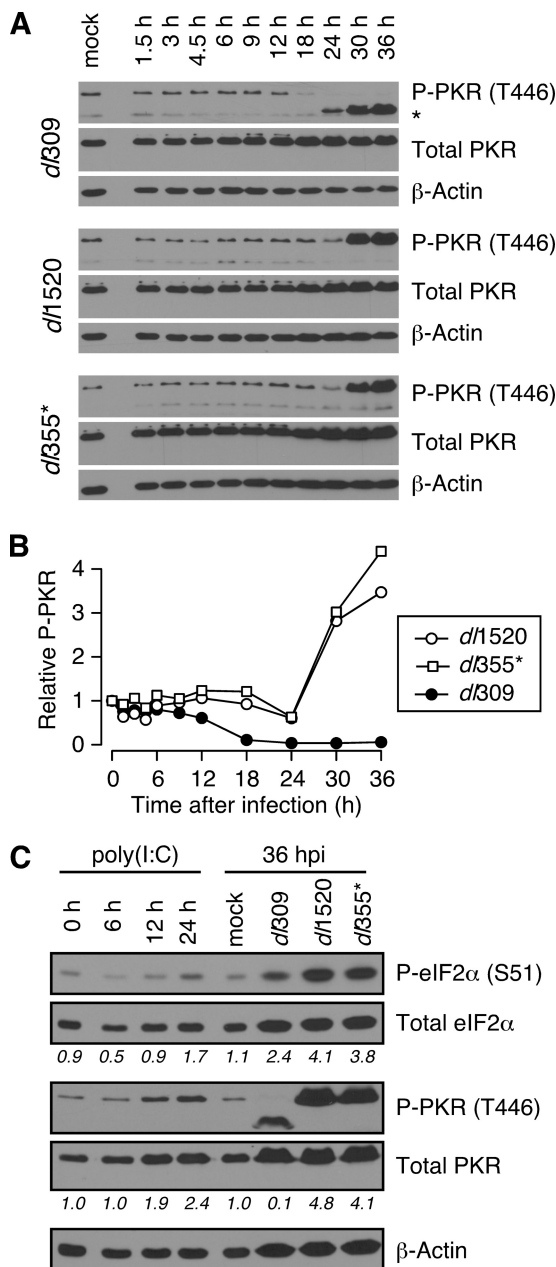 A
mock
1.5 h
3 h
4.5 h
6 h
9 h
12 h
18 h
24 h
30 h
36 h
dl309
P-PKR (T446)
*
Total PKR
β-Actin
dl1520
P-PKR (T446)
Total PKR
β-Actin
dl355*
P-PKR (T446)
Total PKR
β-Actin
B
Relative P-PKR
4
3
2
1
0
0 6 12 18 24 30 36
Time after infection (h)
dl1520
dl355*
dl309
C
poly(I:C)
36 hpi
0 h
6 h
12 h
24 h
mock
dl309
dl1520
dl355*
P-eIF2α (S51)
Total eIF2α
0.9 0.5 0.9 1.7 1.1 2.4 4.1 3.8
P-PKR (T446)
Total PKR
1.0 1.0 1.9 2.4 1.0 0.1 4.8 4.1
β-Actin